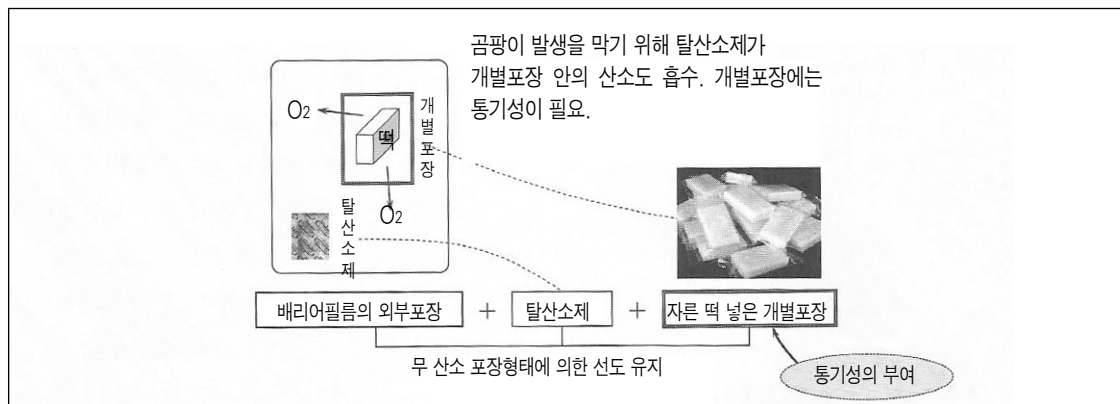 곰팡이 발생을 막기 위해 탈산소제가
개별포장 안의 산소도 흡수. 개별포장에는
통기성이 필요.
O2
떡
개별포장
O2
탈산소제
배리어필름의 외부포장 + 탈산소제 + 자른 떡 넣은 개별포장
무 산소 포장형태에 의한 선도 유지
통기성의 부여